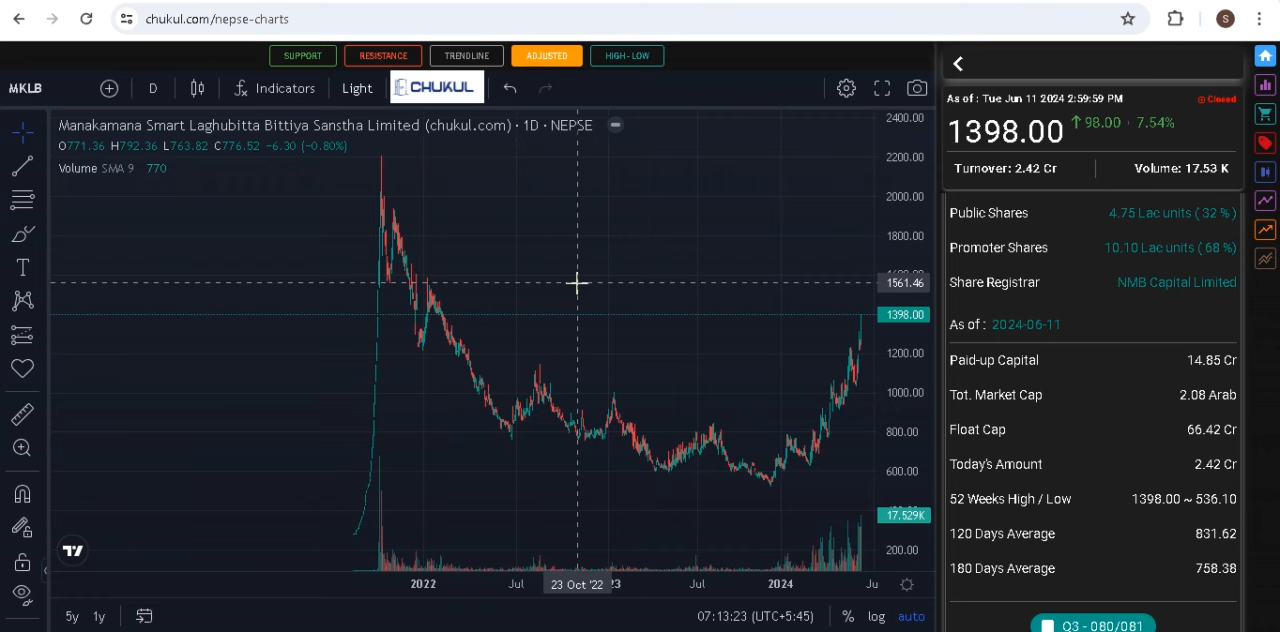 chukul.com/nepse-charts
S
SUPPORT RESISTANCE TRENDLINE ADJUSTED HIGH-LOW
MKLB D Indicators Light CHUKUL
Manakamana Smart Laghubitta Bittiya Sanstha Limited (chukul.com) · 1D · NEPSE
O771.36 H792.36 L763.82 C776.52 -6.30 (-0.80%)
Volume SMA 9 770
2400.00
2200.00
2000.00
1800.00
1561.46
1398.00
1200.00
1000.00
800.00
600.00
17.529K
200.00
2022 Jul 23 Oct '22 23 Jul 2024 Ju
5y 1y 07:13:23 (UTC+5:45) % log auto
As of : Tue Jun 11 2024 2:59:59 PM Closed
1398.00 ↑ 98.00 7.54%
Turnover: 2.42 Cr Volume: 17.53 K
Public Shares 4.75 Lac units ( 32 % )
Promoter Shares 10.10 Lac units ( 68 %)
Share Registrar NMB Capital Limited
As of : 2024-06-11
Paid-up Capital 14.85 Cr
Tot. Market Cap 2.08 Arab
Float Cap 66.42 Cr
Today's Amount 2.42 Cr
52 Weeks High / Low 1398.00 ~ 536.10
120 Days Average 831.62
180 Days Average 758.38
Q3 - 080/081